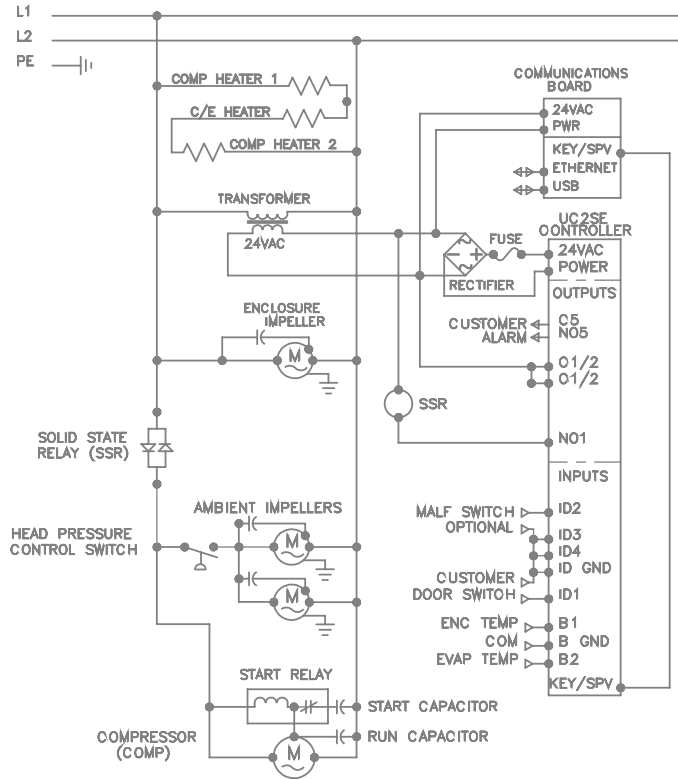 L1
L2
PE
COMP HEATER 1
C/E HEATER
COMP HEATER 2
COMMUNICATIONS
BOARD
24VAC
PWR
KEY/SPV
ETHERNET
USB
TRANSFORMER
24VAC
FUSE
RECTIFIER
UC2SE
CONTROLLER
24VAC
POWER
OUTPUTS
CUSTOMER
ALARM
C5
NO5
O1/2
O1/2
ENCLOSURE
IMPELLER
M
SSR
NO1
SOLID STATE
RELAY (SSR)
INPUTS
MALF SWITCH
ID2
OPTIONAL
ID3
ID4
ID GND
CUSTOMER
DOOR SWITCH
ID1
ENC TEMP
B1
COM
B GND
EVAP TEMP
B2
KEY/SPV
AMBIENT IMPELLERS
HEAD PRESSURE
CONTROL SWITCH
M
M
START RELAY
START CAPACITOR
RUN CAPACITOR
COMPRESSOR
(COMP)
M